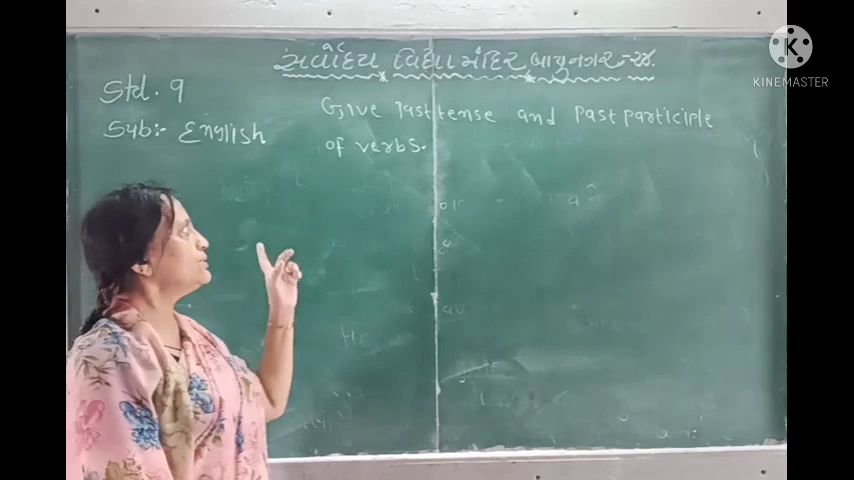 સર્વોદય વિદ્યા મંદિર બાપુનગર-૨૪.
Std. 9
Sub:- English
Give Past tense and Past participle
of verbs.
K
KINEMASTER